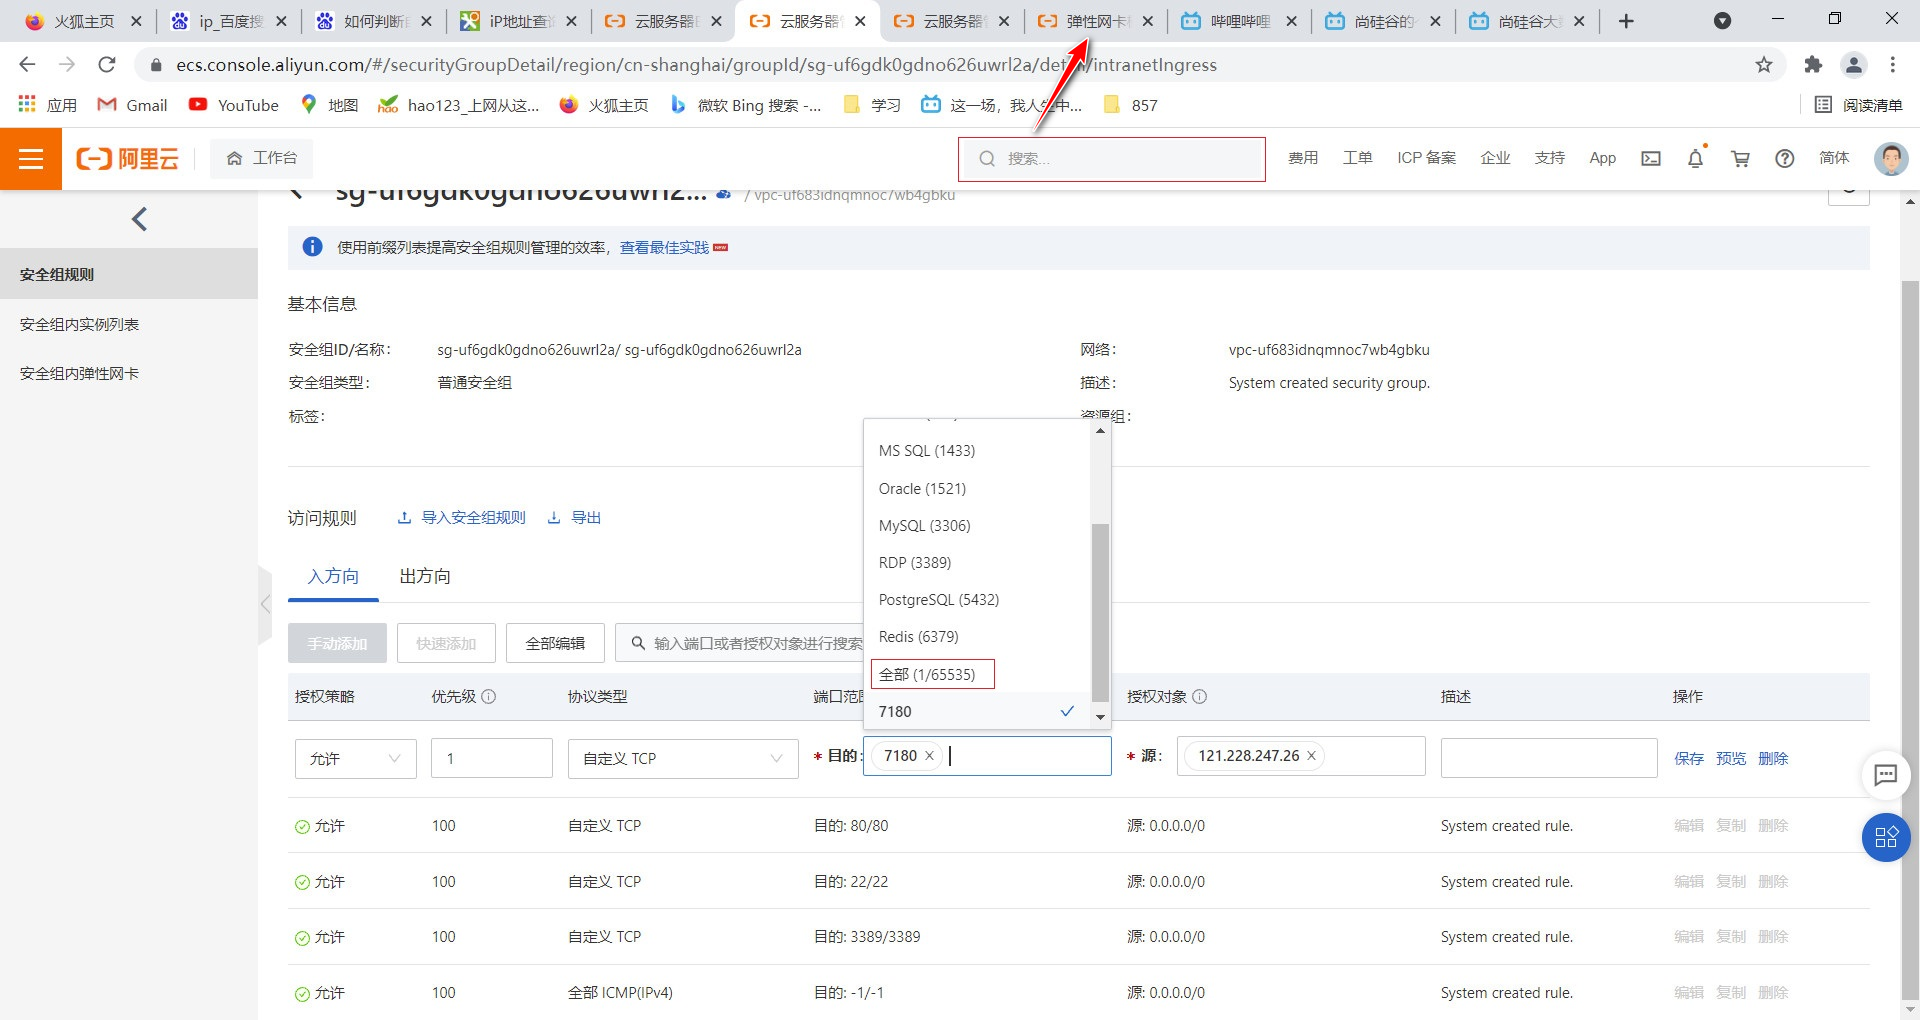 火狐主页
ip_百度搜
如何判断
iP地址查
云服务器
云服务器
云服务器
弹性网卡
哔哩哔哩
尚硅谷的
尚硅谷大
ecs.console.aliyun.com/#/securityGroupDetail/region/cn-shanghai/groupId/sg-uf6gdk0gdno626uwrl2a/detail/intranetIngress
应用 Gmail YouTube 地图 hao123_上网从这... 火狐主页 微软 Bing 搜索 -... 学习 这一场，我人生中... 857 阅读清单
阿里云 工作台 搜索... 费用 工单 ICP 备案 企业 支持 App 简体
sg-uf6gdk0gdno626uwrl2... / vpc-uf683idnqmnoc7wb4gbku
使用前缀列表提高安全组规则管理的效率，查看最佳实践 NEW
安全组规则
安全组内实例列表
安全组内弹性网卡
基本信息
安全组ID/名称： sg-uf6gdk0gdno626uwrl2a/ sg-uf6gdk0gdno626uwrl2a 网络： vpc-uf683idnqmnoc7wb4gbku
安全组类型： 普通安全组 描述： System created security group.
标签： 资源组：
MS SQL (1433)
Oracle (1521)
MySQL (3306)
RDP (3389)
PostgreSQL (5432)
Redis (6379)
全部 (1/65535)
7180
访问规则 导入安全组规则 导出
入方向 出方向
手动添加 快速添加 全部编辑 输入端口或者授权对象进行搜索
授权策略 优先级 协议类型 端口范围 授权对象 描述 操作
允许 1 自定义 TCP * 目的: 7180 × * 源: 121.228.247.26 × 保存 预览 删除
允许 100 自定义 TCP 目的: 80/80 源: 0.0.0.0/0 System created rule. 编辑 复制 删除
允许 100 自定义 TCP 目的: 22/22 源: 0.0.0.0/0 System created rule. 编辑 复制 删除
允许 100 自定义 TCP 目的: 3389/3389 源: 0.0.0.0/0 System created rule. 编辑 复制 删除
允许 100 全部 ICMP(IPv4) 目的: -1/-1 源: 0.0.0.0/0 System created rule. 编辑 复制 删除